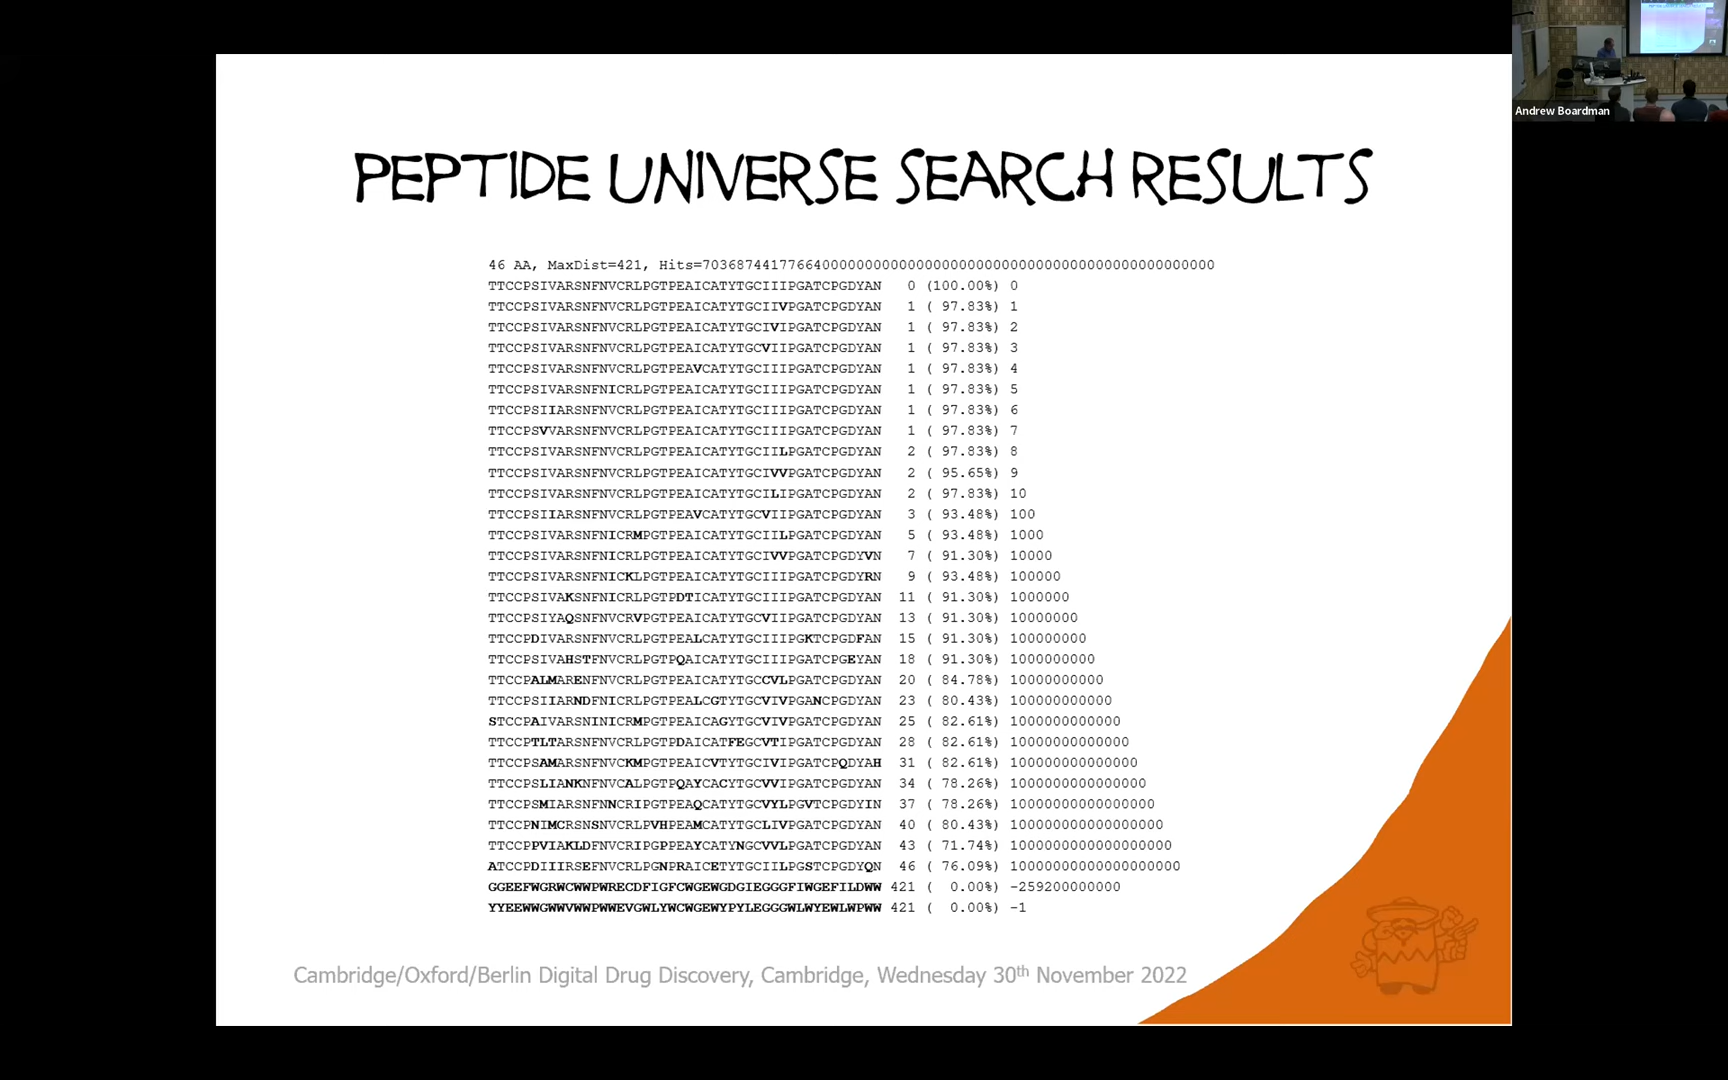 Andrew Boardman
PEPTIDE UNIVERSE SEARCH RESULTS
46 AA, MaxDist=421, Hits=70368744177664000000000000000000000000000000000000000000000
TTCCPSIVARSNFNVCRLPGTPEAICATYTGCIIIPGATCPGDYAN 0 (100.00%) 0
TTCCPSIVARSNFNVCRLPGTPEAICATYTGCIIVPGATCPGDYAN 1 ( 97.83%) 1
TTCCPSIVARSNFNVCRLPGTPEAICATYTGCIVIPGATCPGDYAN 1 ( 97.83%) 2
TTCCPSIVARSNFNVCRLPGTPEAICATYTGCVIIPGATCPGDYAN 1 ( 97.83%) 3
TTCCPSIVARSNFNVCRLPGTPEAVCATYTGCIIIPGATCPGDYAN 1 ( 97.83%) 4
TTCCPSIVARSNFNICRLPGTPEAICATYTGCIIIPGATCPGDYAN 1 ( 97.83%) 5
TTCCPSIIARSNFNVCRLPGTPEAICATYTGCIIIPGATCPGDYAN 1 ( 97.83%) 6
TTCCPSVVARSNFNVCRLPGTPEAICATYTGCIIIPGATCPGDYAN 1 ( 97.83%) 7
TTCCPSIVARSNFNVCRLPGTPEAICATYTGCIILPGATCPGDYAN 2 ( 97.83%) 8
TTCCPSIVARSNFNVCRLPGTPEAICATYTGCIVVPGATCPGDYAN 2 ( 95.65%) 9
TTCCPSIVARSNFNVCRLPGTPEAICATYTGCILIPGATCPGDYAN 2 ( 97.83%) 10
TTCCPSIIARSNFNVCRLPGTPEAVCATYTGCVIIPGATCPGDYAN 3 ( 93.48%) 100
TTCCPSIVARSNFNICRMPGTPEAICATYTGCIILPGATCPGDYAN 5 ( 93.48%) 1000
TTCCPSIVARSNFNICRLPGTPEAICATYTGCIVVPGATCPGDYVN 7 ( 91.30%) 10000
TTCCPSIVARSNFNICKLPGTPEAICATYTGCIIIPGATCPGDYRN 9 ( 93.48%) 100000
TTCCPSIVAKSNFNICRLPGTPDTICATYTGCIIIPGATCPGDYAN 11 ( 91.30%) 1000000
TTCCPSIYAQSNFNVCRVPGTPEAICATYTGCVIIPGATCPGDYAN 13 ( 91.30%) 10000000
TTCCPDIVARSNFNVCRLPGTPEALCATYTGCIIIPGKTCPGDFAN 15 ( 91.30%) 100000000
TTCCPSIVAHSTFNVCRLPGTPQAICATYTGCIIIPGATCPGEYAN 18 ( 91.30%) 1000000000
TTCCPALMARENFNVCRLPGTPEAICATYTGCCVLPGATCPGDYAN 20 ( 84.78%) 10000000000
TTCCPSIIARNDFNICRLPGTPEALCGTYTGCVIVPGANCPGDYAN 23 ( 80.43%) 100000000000
STCCPAIVARSNINICRMPGTPEAICAGYTGCVIVPGATCPGDYAN 25 ( 82.61%) 1000000000000
TTCCPTLTARSNFNVCRLPGTPDAICATFEGCVTIPGATCPGDYAN 28 ( 82.61%) 10000000000000
TTCCPSAMARSNFNVCKMPGTPEAICVTYTGCIVIPGATCPQDYAH 31 ( 82.61%) 100000000000000
TTCCPSLIANKNFNVCALPGTPQAYCACYTGCVVIPGATCPGDYAN 34 ( 78.26%) 1000000000000000
TTCCPSMIARSNFNNCRIPGTPEAQCATYTGCVYLPGVTCPGDYIN 37 ( 78.26%) 10000000000000000
TTCCPNIMCRSNSNVCRLPVHPEAMCATYTGCLIVPGATCPGDYAN 40 ( 80.43%) 100000000000000000
TTCCPPVIAKLDFNVCRIPGPPEAYCATYNGCVVLPGATCPGDYAN 43 ( 71.74%) 1000000000000000000
ATCCPDIIIRSEFNVCRLPGNPRAICETYTGCIILPGSTCPGDYQN 46 ( 76.09%) 10000000000000000000
GGEEFWGRWCWWPWRECDFIGFCWGEWGDGIEGGGFIWGEFILDWW 421 ( 0.00%) -259200000000
YYEEWWGWWVWWPWWEVGWLYWCWGEWYPYLEGGGWLWYEWLWPWW 421 ( 0.00%) -1
Cambridge/Oxford/Berlin Digital Drug Discovery, Cambridge, Wednesday 30th November 2022